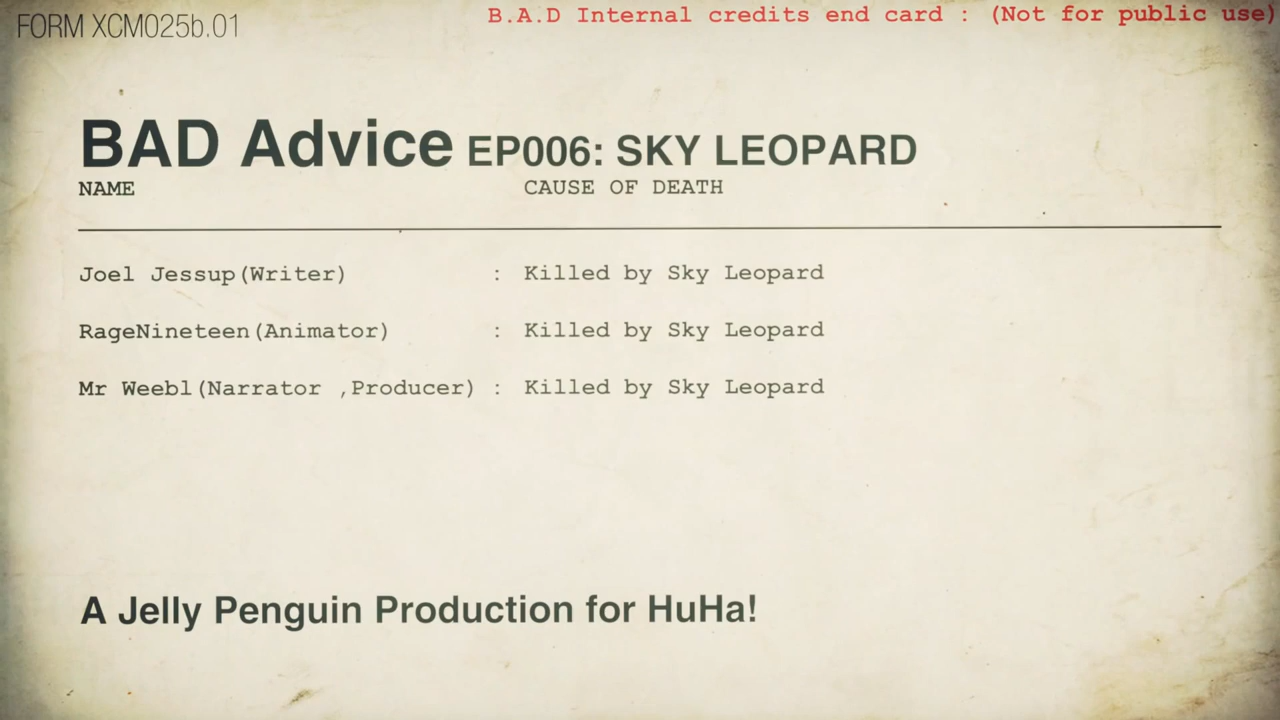 FORM XCM025b.01
B.A.D Internal credits end card : (Not for public use)
BAD Advice EP006: SKY LEOPARD
NAME CAUSE OF DEATH
Joel Jessup(Writer) : Killed by Sky Leopard
RageNineteen(Animator) : Killed by Sky Leopard
Mr Weebl(Narrator ,Producer) : Killed by Sky Leopard
A Jelly Penguin Production for HuHa!